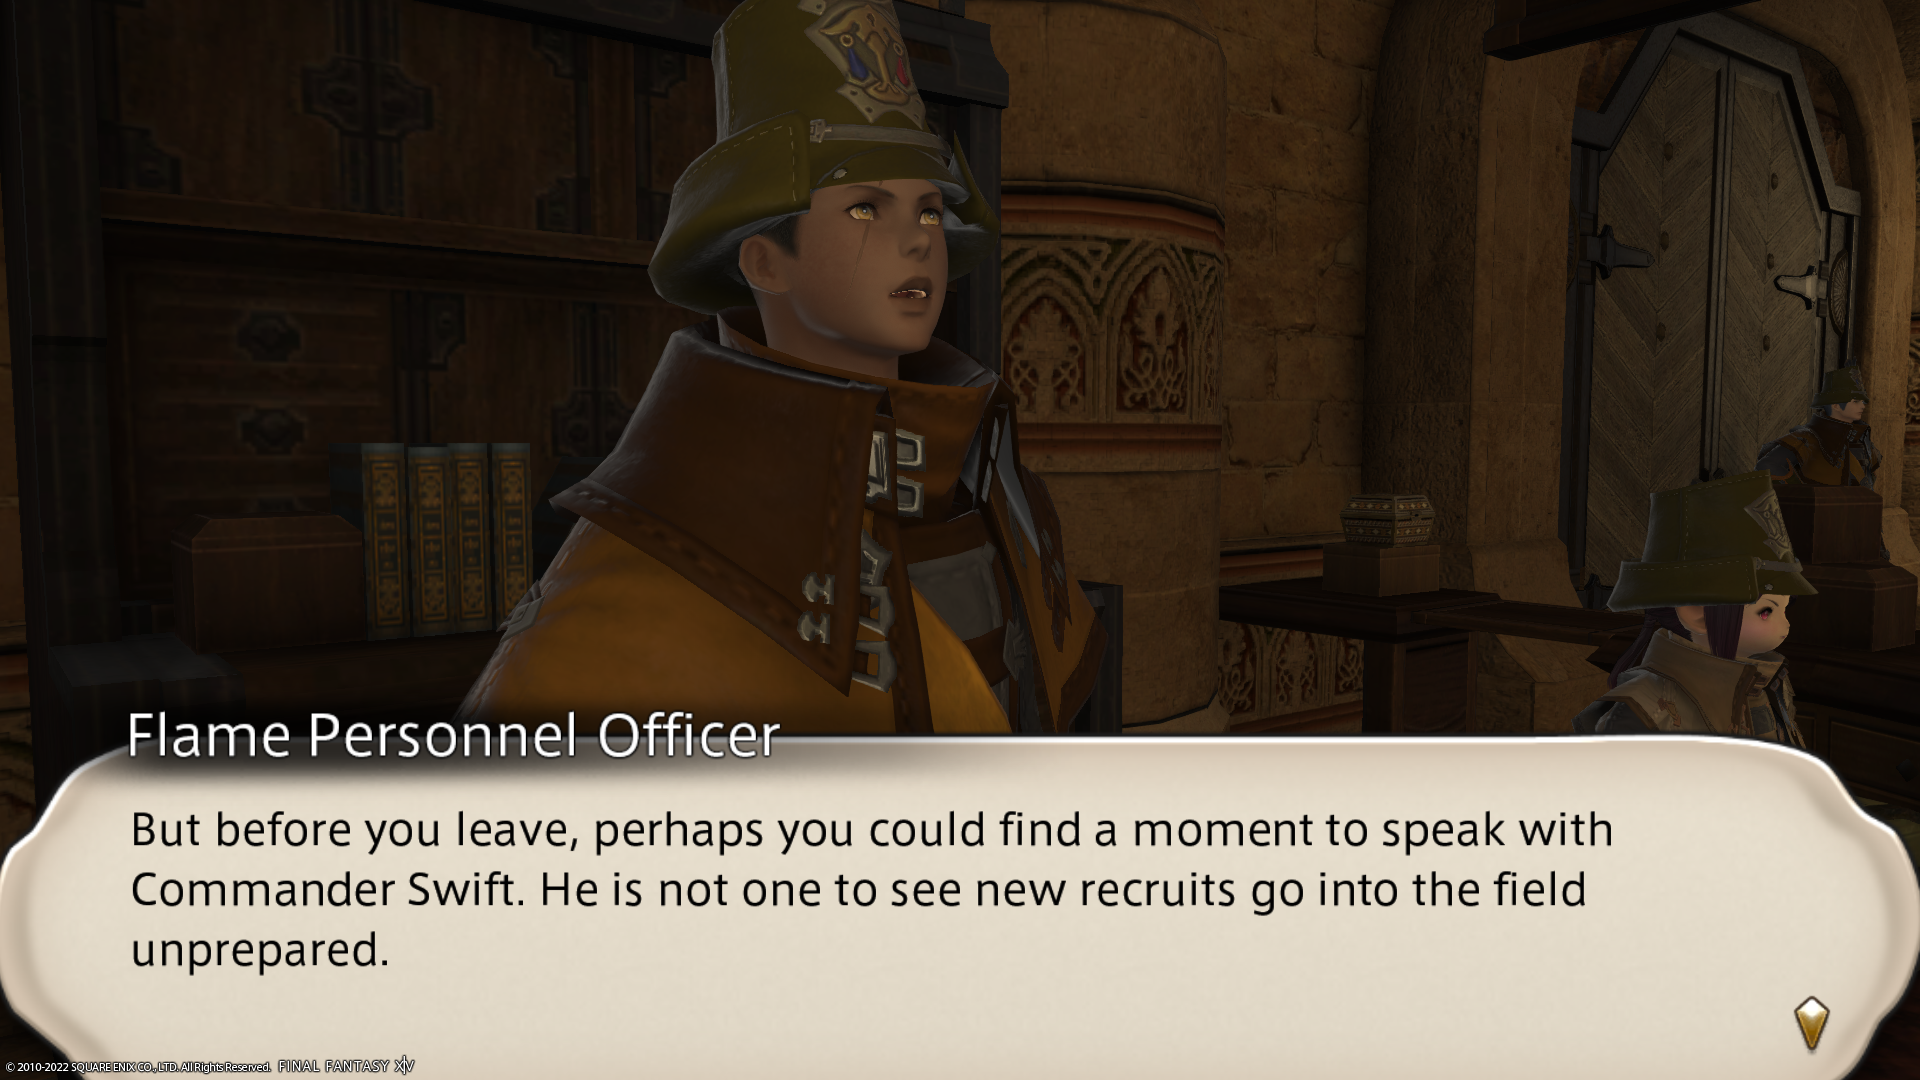 Flame Personnel Officer
But before you leave, perhaps you could find a moment to speak with
Commander Swift. He is not one to see new recruits go into the field
unprepared.
© 2010-2022 SQUARE ENIX CO., LTD. All Rights Reserved. FINAL FANTASY XIV